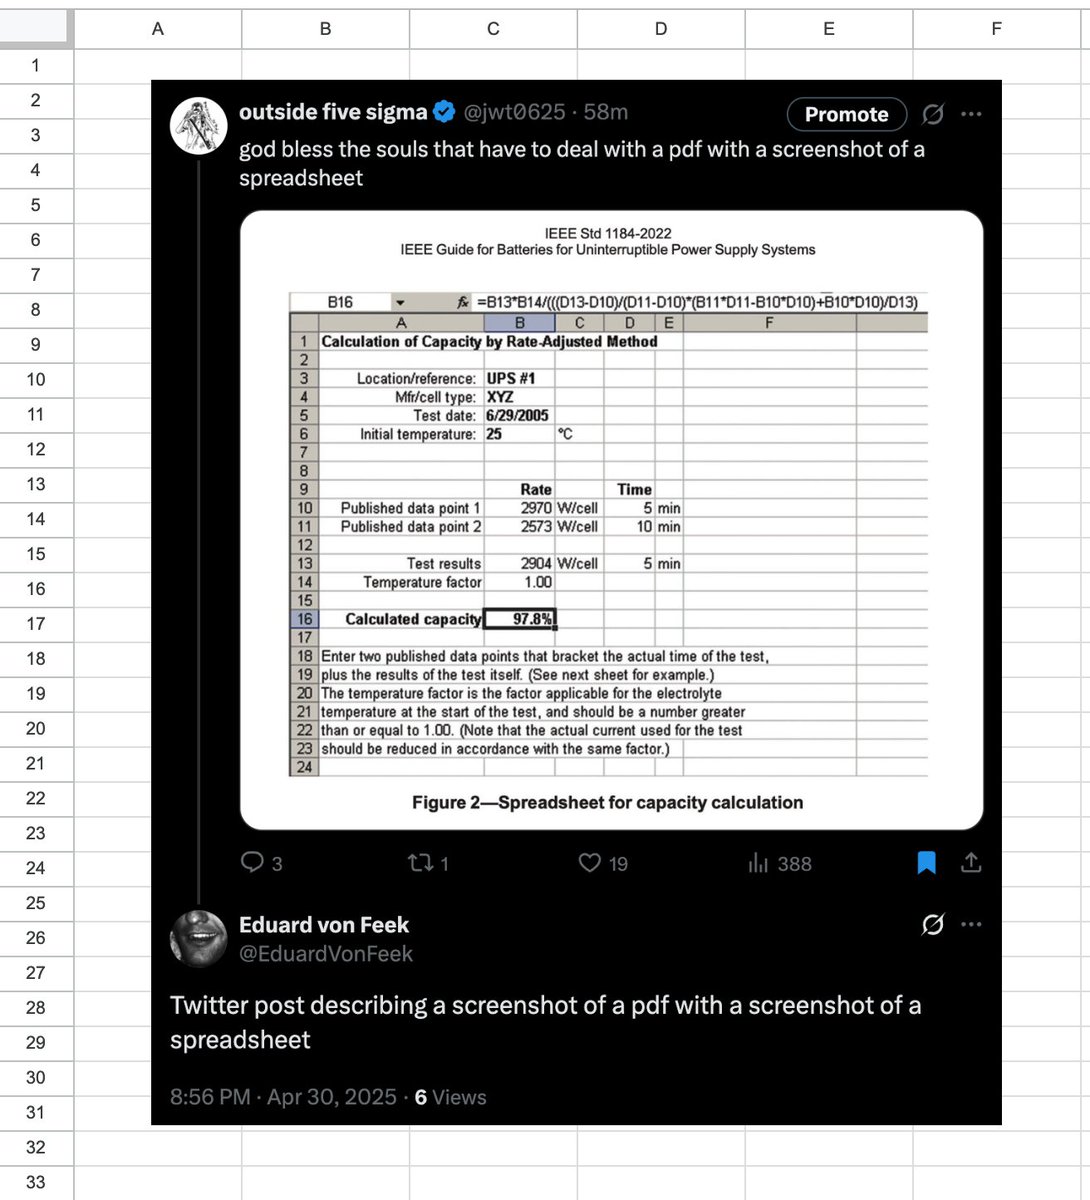 A B C D E F
1
2
3
4
5
6
7
8
9
10
11
12
13
14
15
16
17
18
19
20
21
22
23
24
25
26
27
28
29
30
31
32
33
outside five sigma @jwt0625 · 58m Promote
god bless the souls that have to deal with a pdf with a screenshot of a
spreadsheet
IEEE Std 1184-2022
IEEE Guide for Batteries for Uninterruptible Power Supply Systems
B16 fx =B13*B14/(((D13-D10)/(D11-D10)*(B11*D11-B10*D10)+B10*D10)/D13)
A B C D E F
1 Calculation of Capacity by Rate-Adjusted Method
2
3 Location/reference: UPS #1
4 Mfr/cell type: XYZ
5 Test date: 6/29/2005
6 Initial temperature: 25 °C
7
8
9 Rate Time
10 Published data point 1 2970 W/cell 5 min
11 Published data point 2 2573 W/cell 10 min
12
13 Test results 2904 W/cell 5 min
14 Temperature factor 1.00
15
16 Calculated capacity 97.8%
17
18 Enter two published data points that bracket the actual time of the test,
19 plus the results of the test itself. (See next sheet for example.)
20 The temperature factor is the factor applicable for the electrolyte
21 temperature at the start of the test, and should be a number greater
22 than or equal to 1.00. (Note that the actual current used for the test
23 should be reduced in accordance with the same factor.)
24
Figure 2—Spreadsheet for capacity calculation
3 1 19 388
Eduard von Feek
@EduardVonFeek
Twitter post describing a screenshot of a pdf with a screenshot of a
spreadsheet
8:56 PM · Apr 30, 2025 · 6 Views